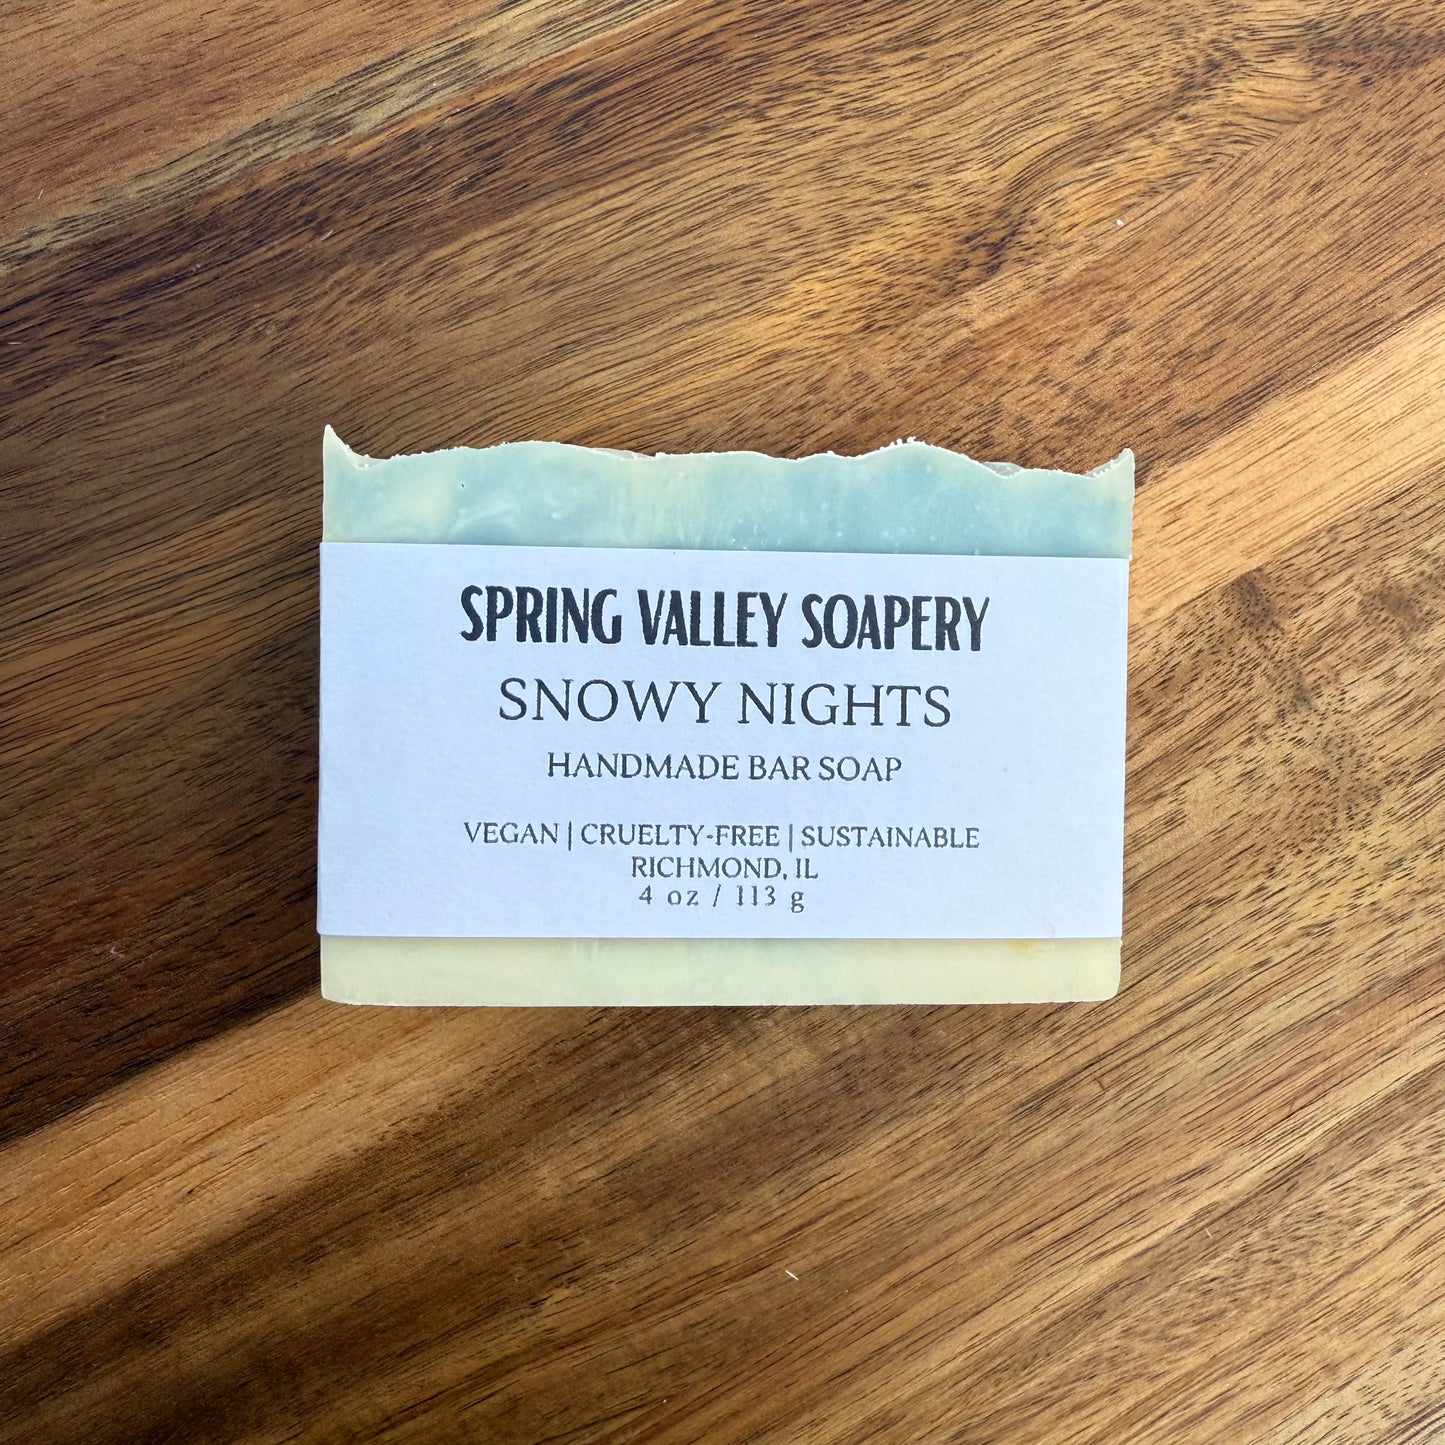 SPRING VALLEY SOAPERY
SNOWY NIGHTS
HANDMADE BAR SOAP
VEGAN | CRUELTY-FREE | SUSTAINABLE
RICHMOND, IL
4 oz / 113 g